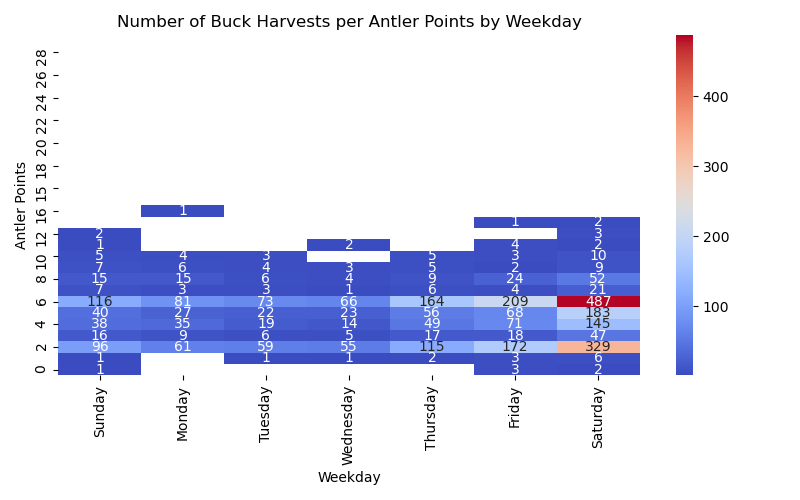 Number of Buck Harvests per Antler Points by Weekday
Antler Points
28
26
24
22
20
18
15
16 1
1 2
12 2 3
1 2 4 2
10 5 4 3 5 3 10
7 6 4 3 5 2 9
8 15 15 6 4 9 24 52
7 3 3 1 6 4 21
6 116 81 73 66 164 209 487
40 27 22 23 56 68 183
4 38 35 19 14 49 71 145
16 9 6 5 17 18 47
2 96 61 59 55 115 172 329
1 1 1 2 3 6
0 1 3 2
Sunday Monday Tuesday Wednesday Thursday Friday Saturday
Weekday
400
300
200
100